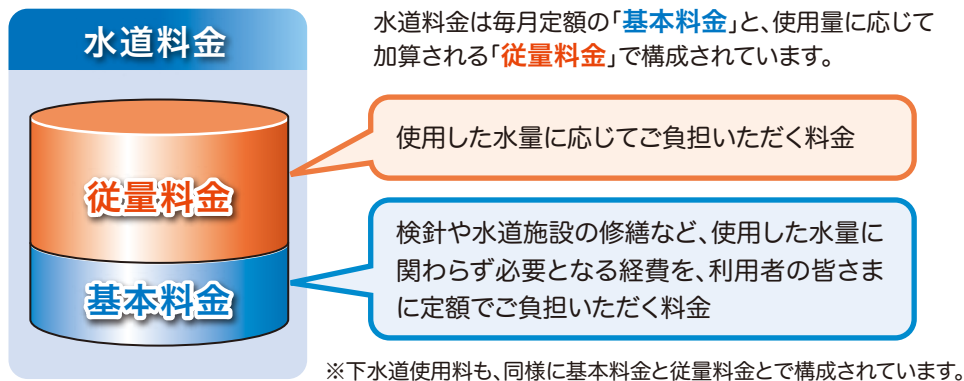 水道料金
水道料金は毎月定額の「基本料金」と、使用量に応じて
加算される「従量料金」で構成されています。
従量料金
使用した水量に応じてご負担いただく料金
基本料金
検針や水道施設の修繕など、使用した水量に
関わらず必要となる経費を、利用者の皆さま
に定額でご負担いただく料金
※下水道使用料も、同様に基本料金と従量料金とで構成されています。